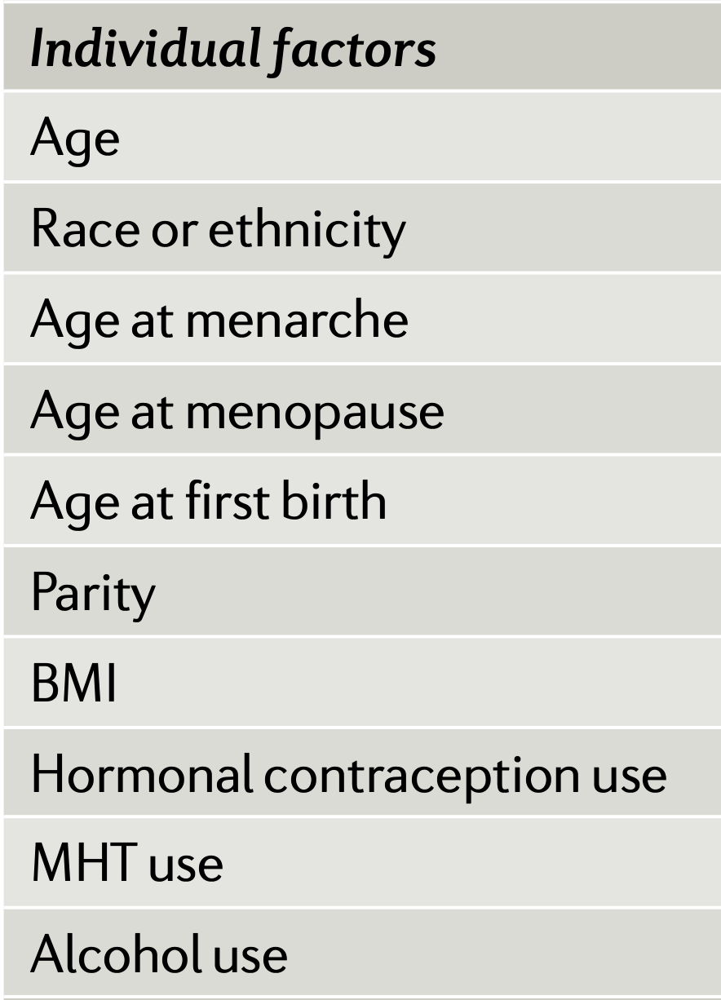 Individual factors
Age
Race or ethnicity
Age at menarche
Age at menopause
Age at first birth
Parity
BMI
Hormonal contraception use
MHT use
Alcohol use